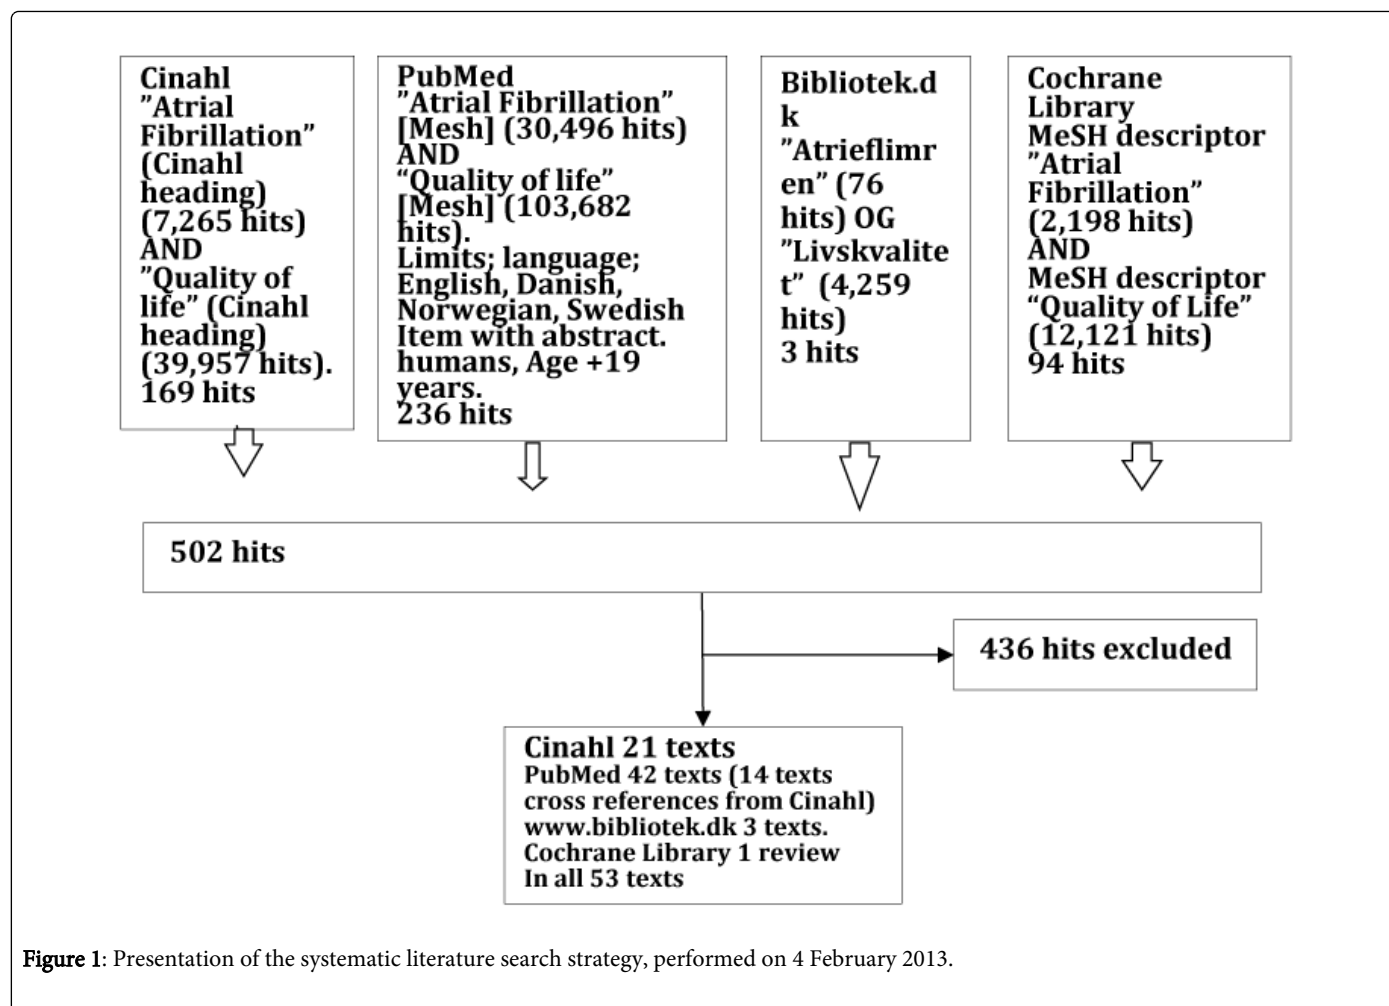 Cinahl
”Atrial
Fibrillation”
(Cinahl
heading)
(7,265 hits)
AND
”Quality of
life” (Cinahl
heading)
(39,957 hits).
169 hits
PubMed
”Atrial Fibrillation”
[Mesh] (30,496 hits)
AND
“Quality of life”
[Mesh] (103,682
hits).
Limits; language;
English, Danish,
Norwegian, Swedish
Item with abstract.
humans, Age +19
years.
236 hits
Bibliotek.d
k
”Atrieflimr
en” (76
hits) OG
”Livskvalite
t” (4,259
hits)
3 hits
Cochrane
Library
MeSH descriptor
”Atrial
Fibrillation”
(2,198 hits)
AND
MeSH descriptor
“Quality of Life”
(12,121 hits)
94 hits
502 hits
436 hits excluded
Cinahl 21 texts
PubMed 42 texts (14 texts
cross references from Cinahl)
www.bibliotek.dk 3 texts.
Cochrane Library 1 review
In all 53 texts
Figure 1: Presentation of the systematic literature search strategy, performed on 4 February 2013.